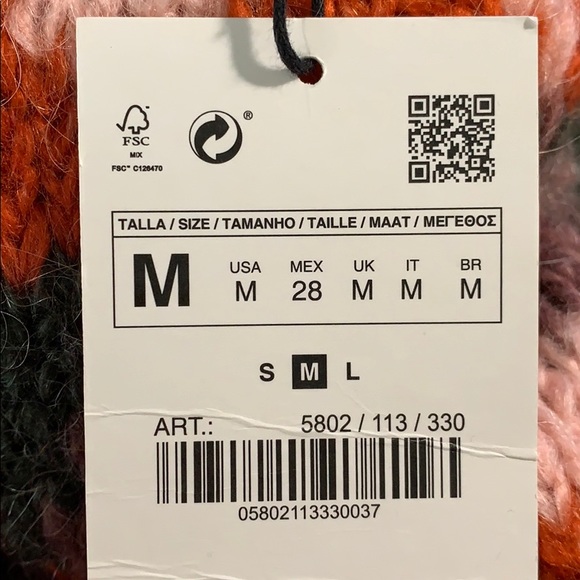 FSC
MIX
FSC™ C126470
®
TALLA / SIZE / TAMANHO / TAILLE / MAAT / ΜΕΓΕΘΟΣ
M
USA MEX UK IT BR
M 28 M M M
S M L
ART.: 5802 / 113 / 330
05802113330037